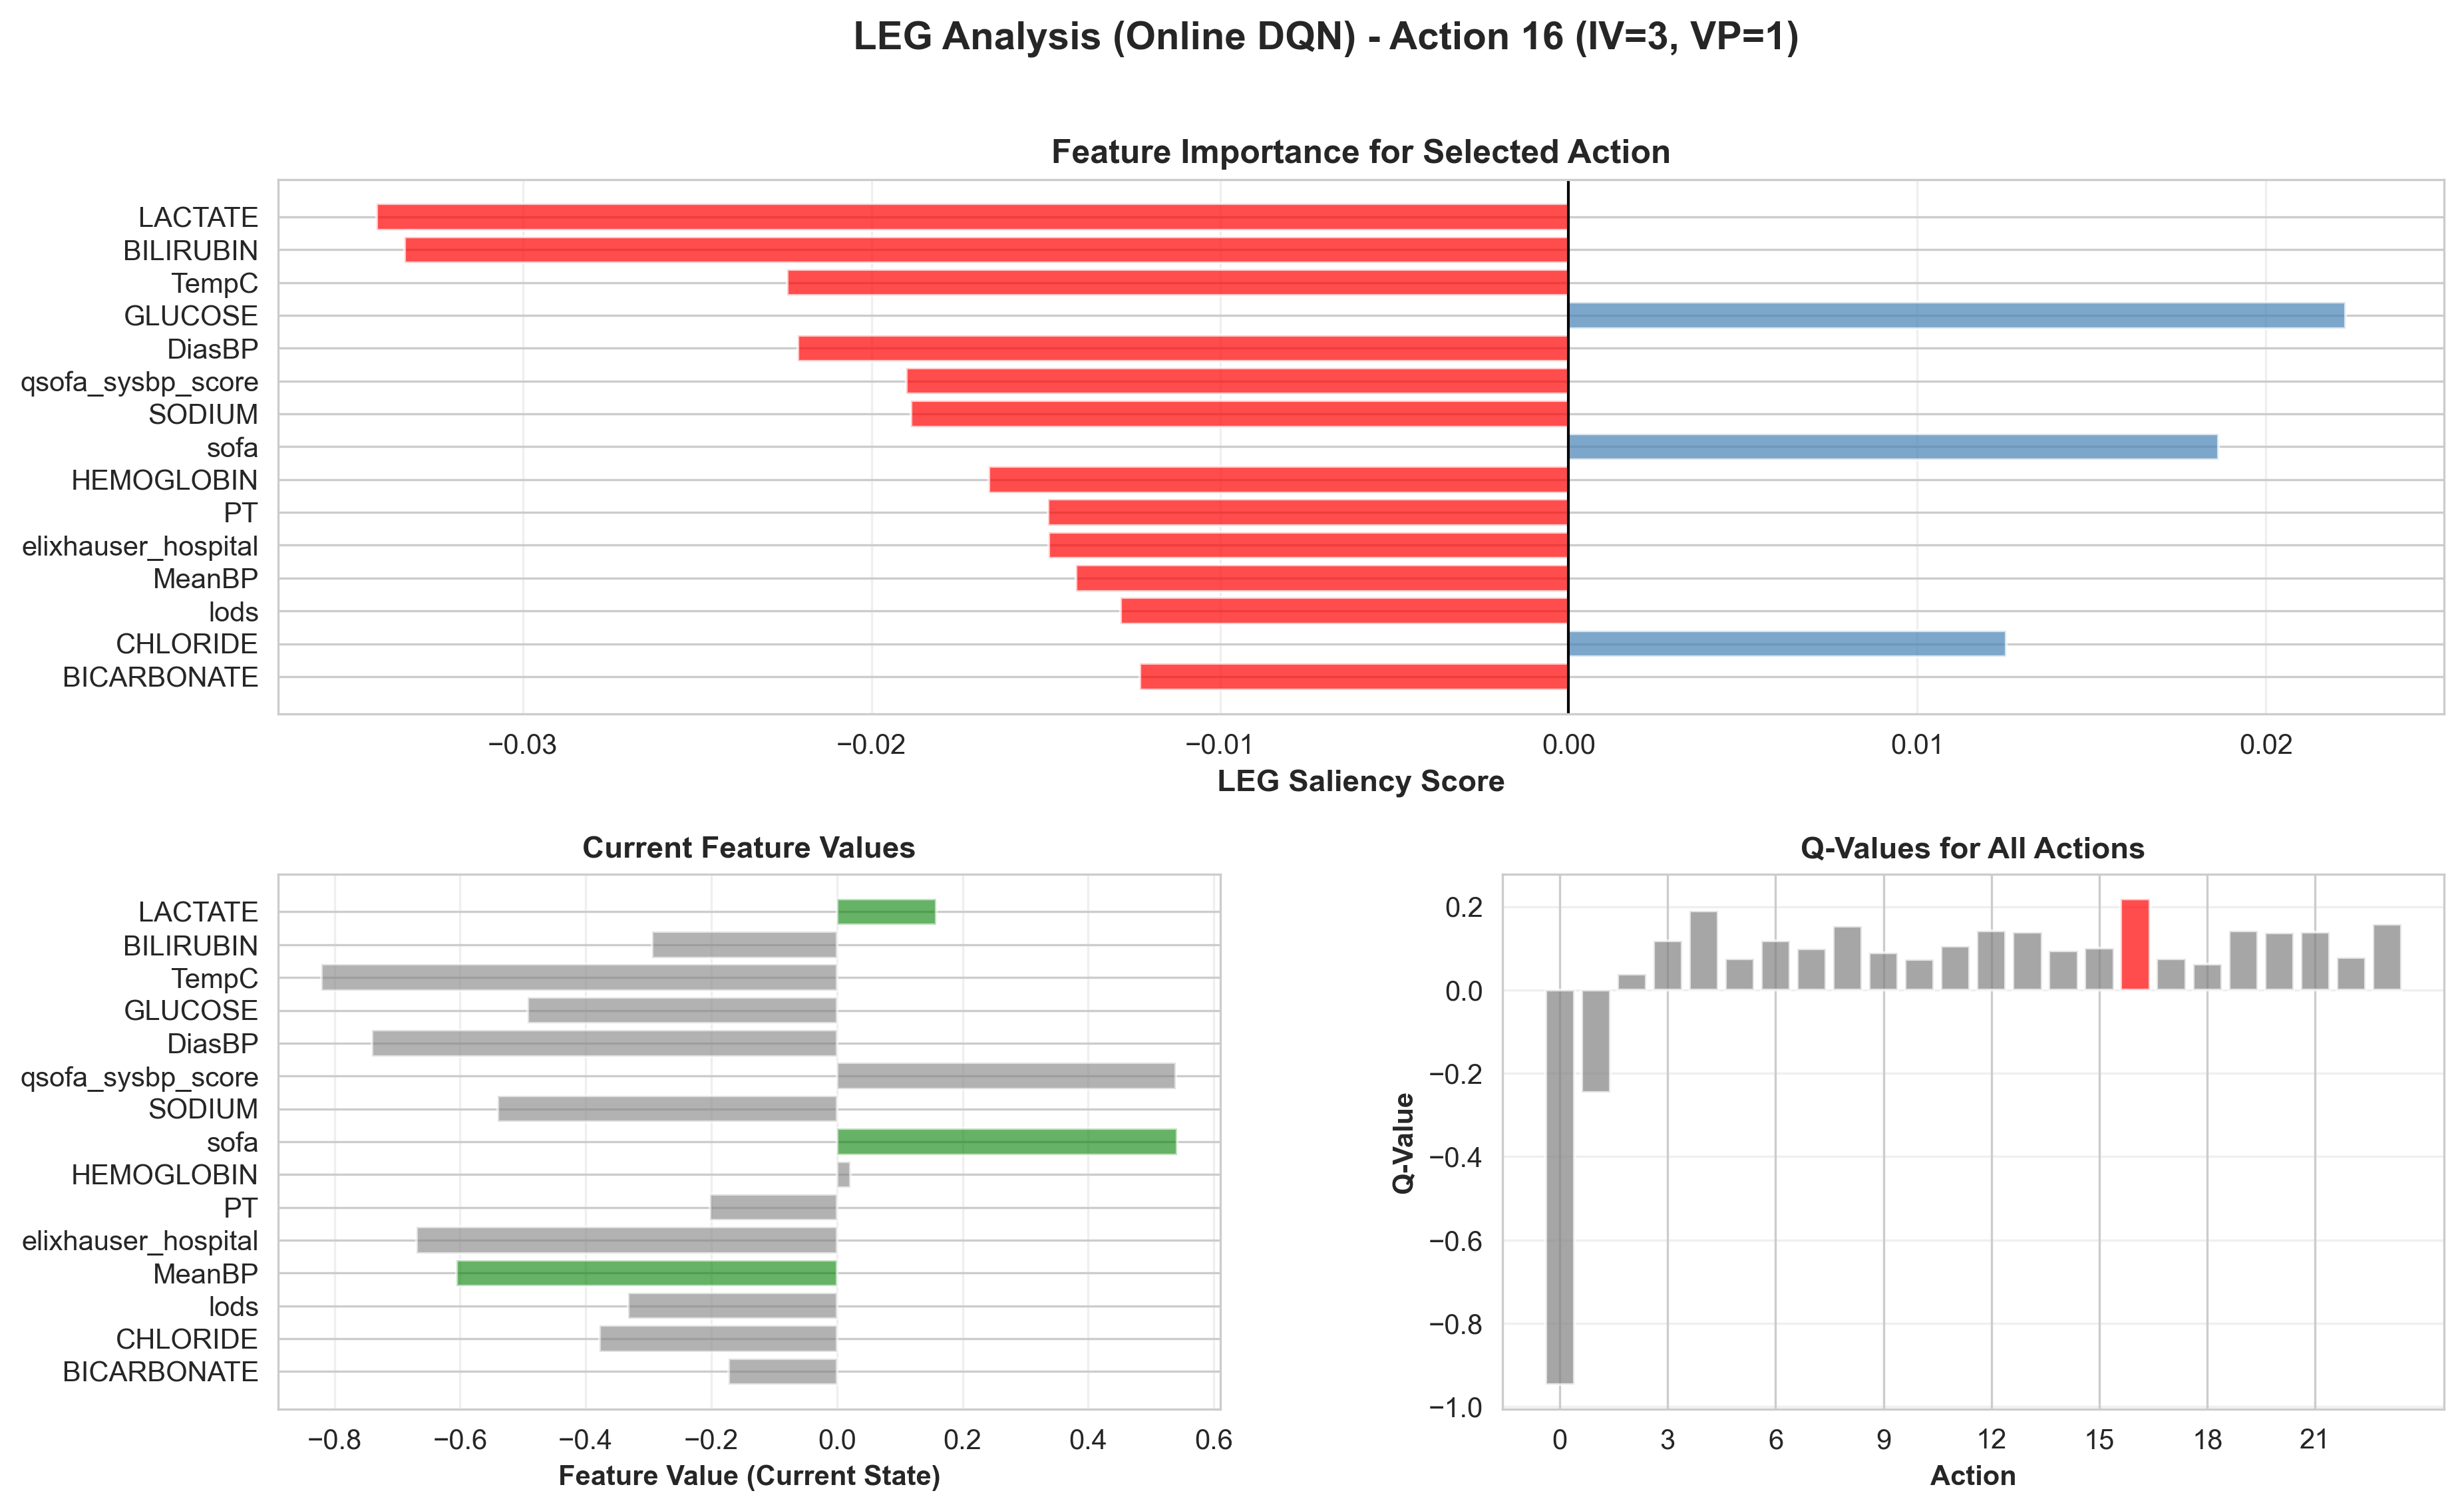 LEG Analysis (Online DQN) - Action 16 (IV=3, VP=1)
Feature Importance for Selected Action
LACTATE
BILIRUBIN
TempC
GLUCOSE
DiasBP
qsofa_sysbp_score
SODIUM
sofa
HEMOGLOBIN
PT
elixhauser_hospital
MeanBP
lods
CHLORIDE
BICARBONATE
−0.03 −0.02 −0.01 0.00 0.01 0.02
LEG Saliency Score
Current Feature Values
LACTATE
BILIRUBIN
TempC
GLUCOSE
DiasBP
qsofa_sysbp_score
SODIUM
sofa
HEMOGLOBIN
PT
elixhauser_hospital
MeanBP
lods
CHLORIDE
BICARBONATE
−0.8 −0.6 −0.4 −0.2 0.0 0.2 0.4 0.6
Feature Value (Current State)
Q-Values for All Actions
0.2
0.0
−0.2
−0.4
−0.6
−0.8
−1.0
Q-Value
0 3 6 9 12 15 18 21
Action